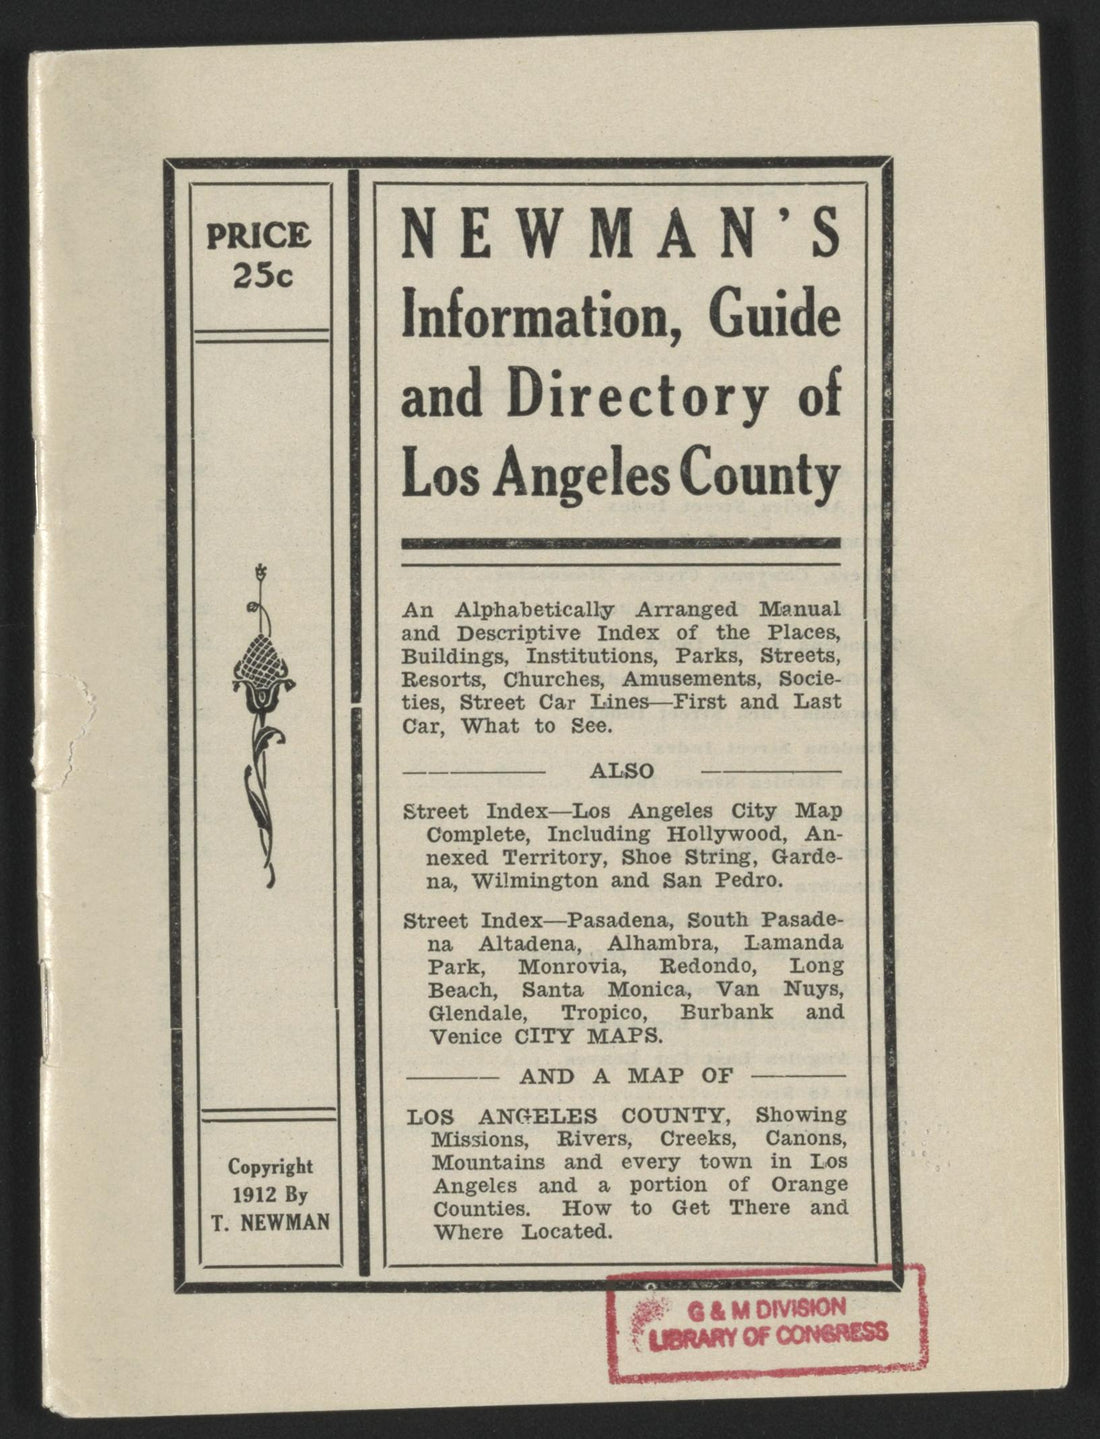 PRICE
25c
NEWMAN'S
Information, Guide
and Directory of
Los Angeles County
An Alphabetically Arranged Manual
and Descriptive Index of the Places,
Buildings, Institutions, Parks, Streets,
Resorts, Churches, Amusements, Socie-
ties, Street Car Lines—First and Last
Car, What to See.
ALSO
Street Index—Los Angeles City Map
Complete, Including Hollywood, An-
nexed Territory, Shoe String, Garde-
na, Wilmington and San Pedro.
Street Index—Pasadena, South Pasade-
na Altadena, Alhambra, Lamanda
Park, Monrovia, Redondo, Long
Beach, Santa Monica, Van Nuys,
Glendale, Tropico, Burbank and
Venice CITY MAPS.
AND A MAP OF
LOS ANGELES COUNTY, Showing
Missions, Rivers, Creeks, Canons,
Mountains and every town in Los
Angeles and a portion of Orange
Counties. How to Get There and
Where Located.
Copyright
1912 By
T. NEWMAN
G & M DIVISION
LIBRARY OF CONGRESS